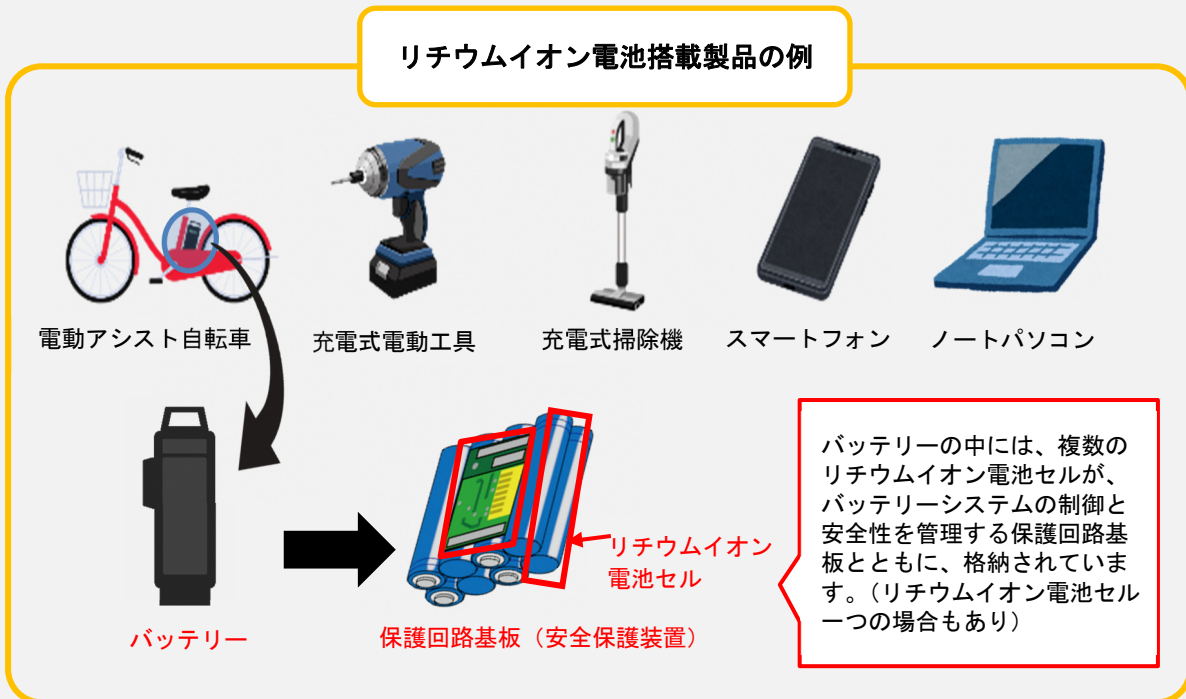 リチウムイオン電池搭載製品の例
電動アシスト自転車
充電式電動工具
充電式掃除機
スマートフォン
ノートパソコン
バッテリー
保護回路基板（安全保護装置）
リチウムイオン
電池セル
バッテリーの中には、複数の
リチウムイオン電池セルが、
バッテリーシステムの制御と
安全性を管理する保護回路基
板とともに、格納されていま
す。（リチウムイオン電池セル
一つの場合もあり）